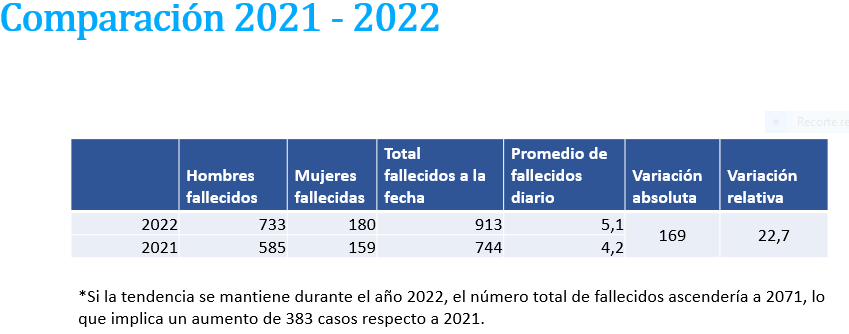 Comparación 2021 - 2022
Recorte re
Hombres fallecidos Mujeres fallecidas Total fallecidos a la fecha Promedio de fallecidos diario Variación absoluta Variación relativa
2022 733 180 913 5,1 169 22,7
2021 585 159 744 4,2
*Si la tendencia se mantiene durante el año 2022, el número total de fallecidos ascendería a 2071, lo
que implica un aumento de 383 casos respecto a 2021.